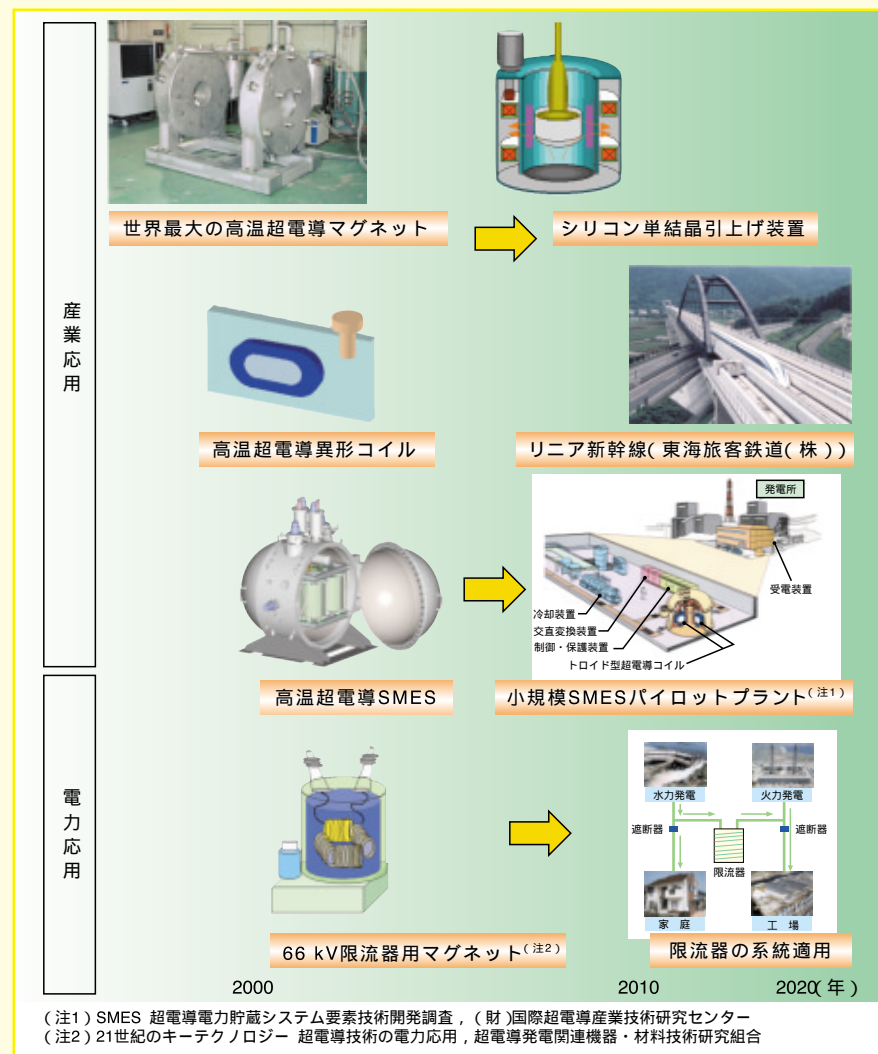 世界最大の高温超電導マグネット
シリコン単結晶引上げ装置
産業応用
高温超電導異形コイル
リニア新幹線(東海旅客鉄道(株))
発電所
受電装置
冷却装置
交直変換装置
制御・保護装置
トロイド型超電導コイル
高温超電導SMES
小規模SMESパイロットプラント(注1)
電力応用
水力発電
火力発電
遮断器
遮断器
限流器
家 庭
工 場
66 kV限流器用マグネット(注2)
限流器の系統適用
2000
2010
2020(年)
(注1) SMES 超電導電力貯蔵システム要素技術開発調査,(財)国際超電導産業技術研究センター
(注2) 21世紀のキーテクノロジー 超電導技術の電力応用,超電導発電関連機器・材料技術研究組合